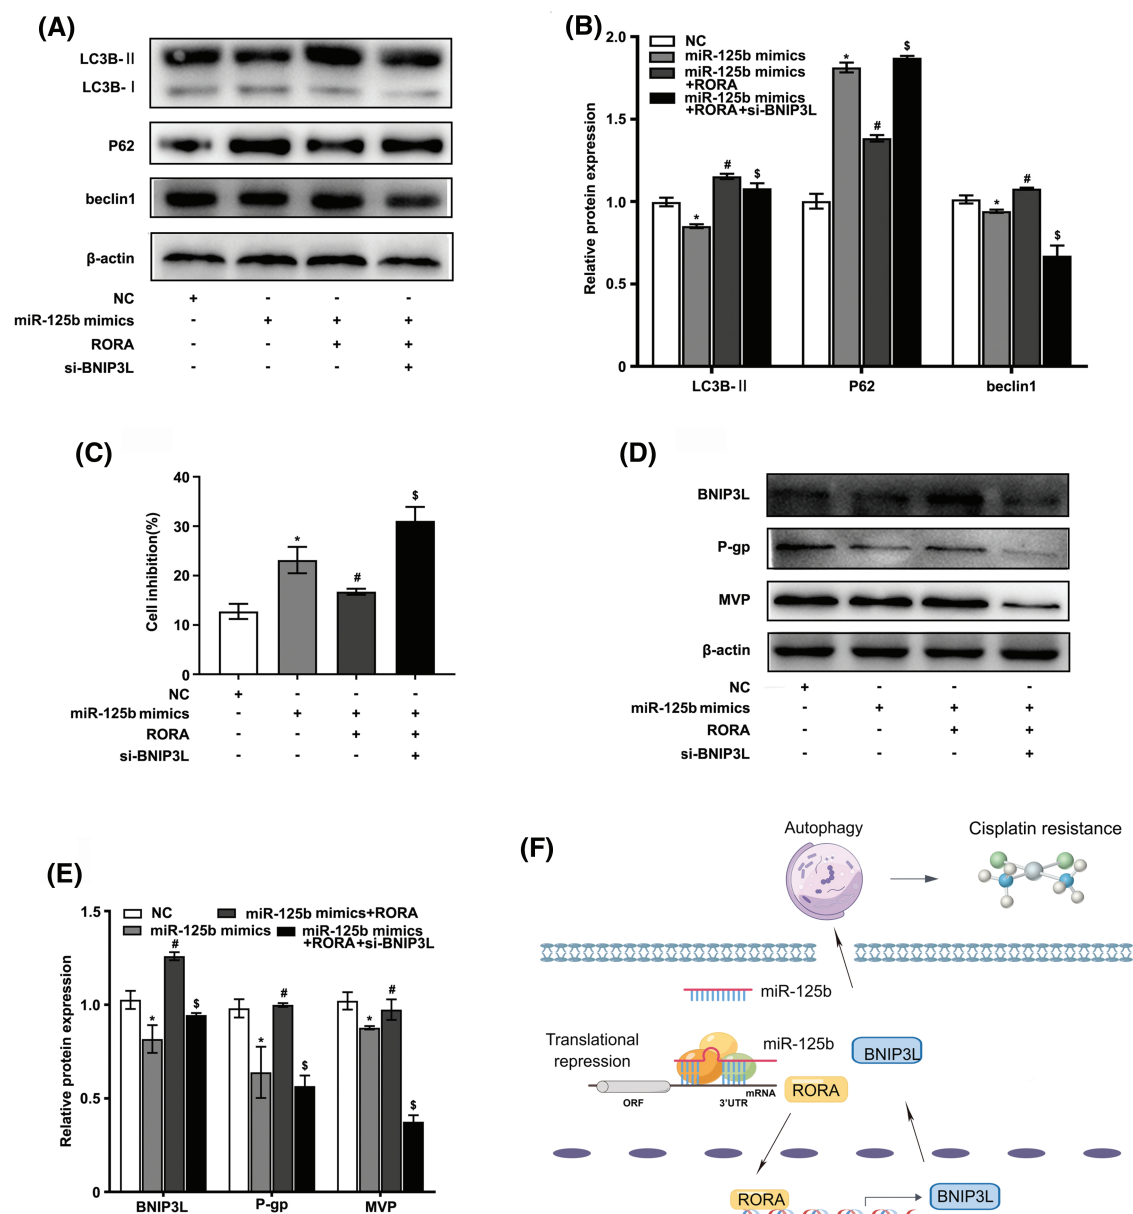 (A)
LC3B-II
LC3B-I
P62
beclin1
β-actin
NC + - - -
miR-125b mimics - + + +
RORA - - + +
si-BNIP3L - - - +
(B)
NC
miR-125b mimics
miR-125b mimics
+RORA
miR-125b mimics
+RORA+si-BNIP3L
Relative protein expression
2.0
1.5
1.0
0.5
0
* # $
* # $
* # $
LC3B-II P62 beclin1
(C)
Cell inhibition(%)
40
30
20
10
0
* # $
NC + - - -
miR-125b mimics - + + +
RORA - - + +
si-BNIP3L - - - +
(D)
BNIP3L
P-gp
MVP
β-actin
NC + - - -
miR-125b mimics - + + +
RORA - - + +
si-BNIP3L - - - +
(E)
NC
miR-125b mimics+RORA
miR-125b mimics
miR-125b mimics
+RORA+si-BNIP3L
Relative protein expression
1.5
1.0
0.5
0
* # $
* # $
* # $
BNIP3L P-gp MVP
(F)
Autophagy
Cisplatin resistance
miR-125b
Translational
repression
miR-125b
BNIP3L
mRNA
ORF
3'UTR
RORA
RORA
BNIP3L